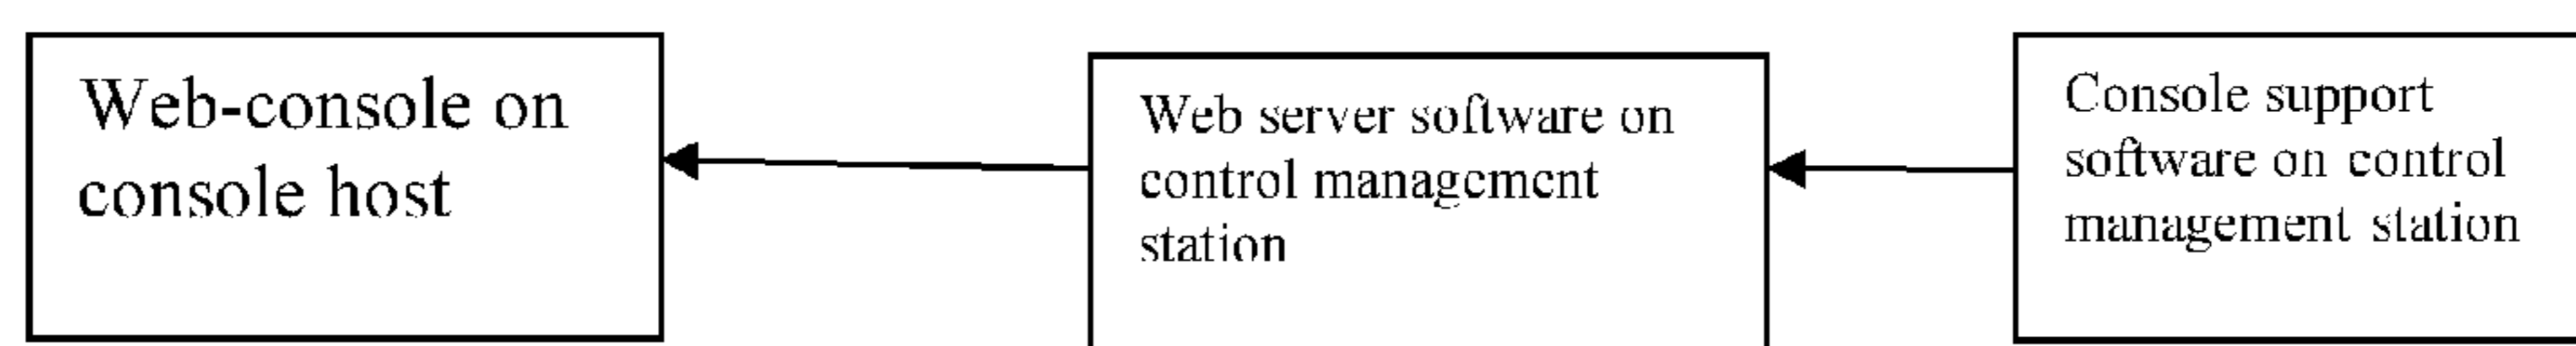 Web-console on
console host
Web server software on
control management
station
Console support
software on control
management station